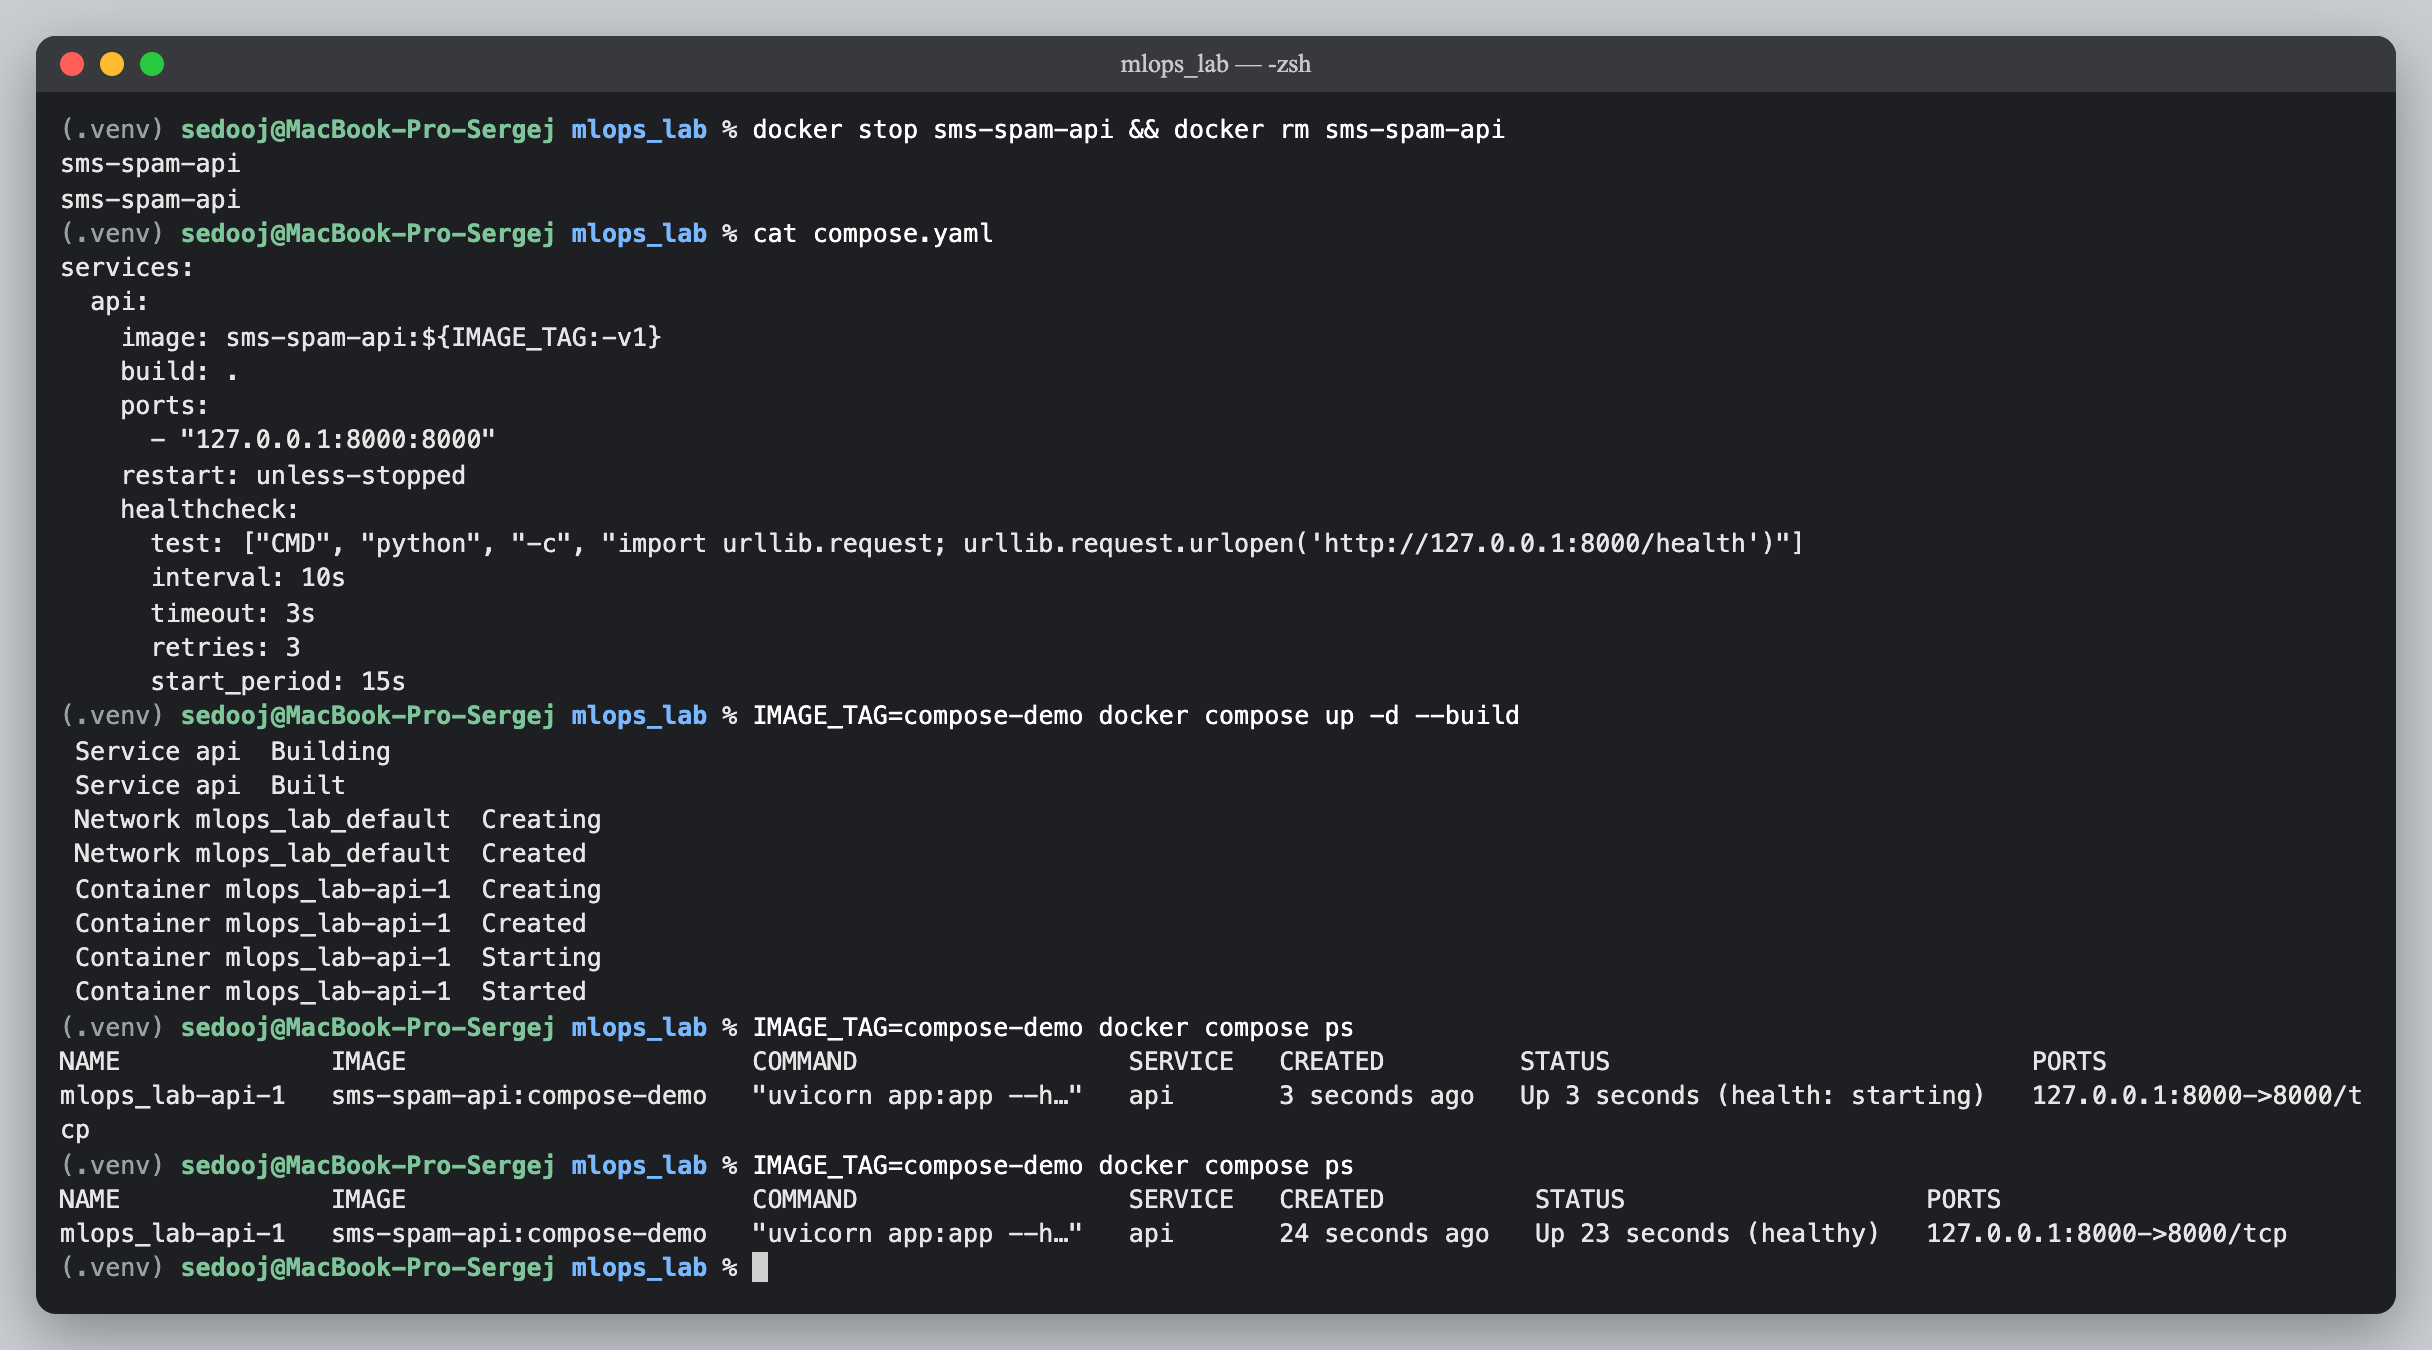 mlops_lab — -zsh
(.venv) sedooj@MacBook-Pro-Sergej mlops_lab % docker stop sms-spam-api && docker rm sms-spam-api
sms-spam-api
sms-spam-api
(.venv) sedooj@MacBook-Pro-Sergej mlops_lab % cat compose.yaml
services:
  api:
    image: sms-spam-api:${IMAGE_TAG:-v1}
    build: .
    ports:
      - "127.0.0.1:8000:8000"
    restart: unless-stopped
    healthcheck:
      test: ["CMD", "python", "-c", "import urllib.request; urllib.request.urlopen('http://127.0.0.1:8000/health')"]
      interval: 10s
      timeout: 3s
      retries: 3
      start_period: 15s
(.venv) sedooj@MacBook-Pro-Sergej mlops_lab % IMAGE_TAG=compose-demo docker compose up -d --build
 Service api  Building
 Service api  Built
 Network mlops_lab_default  Creating
 Network mlops_lab_default  Created
 Container mlops_lab-api-1  Creating
 Container mlops_lab-api-1  Created
 Container mlops_lab-api-1  Starting
 Container mlops_lab-api-1  Started
(.venv) sedooj@MacBook-Pro-Sergej mlops_lab % IMAGE_TAG=compose-demo docker compose ps
NAME              IMAGE                       COMMAND                  SERVICE   CREATED         STATUS                            PORTS
mlops_lab-api-1   sms-spam-api:compose-demo   "uvicorn app:app --h…"   api       3 seconds ago   Up 3 seconds (health: starting)   127.0.0.1:8000->8000/t
cp
(.venv) sedooj@MacBook-Pro-Sergej mlops_lab % IMAGE_TAG=compose-demo docker compose ps
NAME              IMAGE                       COMMAND                  SERVICE   CREATED          STATUS                    PORTS
mlops_lab-api-1   sms-spam-api:compose-demo   "uvicorn app:app --h…"   api       24 seconds ago   Up 23 seconds (healthy)   127.0.0.1:8000->8000/tcp
(.venv) sedooj@MacBook-Pro-Sergej mlops_lab %